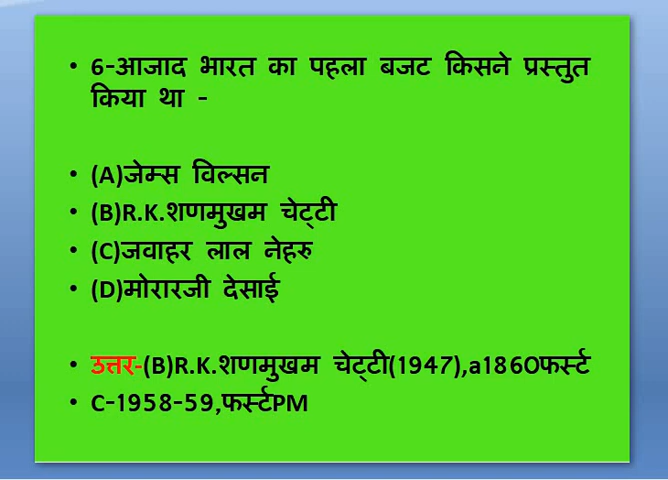 6-आजाद भारत का पहला बजट किसने प्रस्तुत
किया था -
(A)जेम्स विल्सन
(B)R.K.शणमुखम चेट्टी
(C)जवाहर लाल नेहरु
(D)मोरारजी देसाई
उत्तर-(B)R.K.शणमुखम चेट्टी(1947),a1860फर्स्ट
C-1958-59,फर्स्टPM